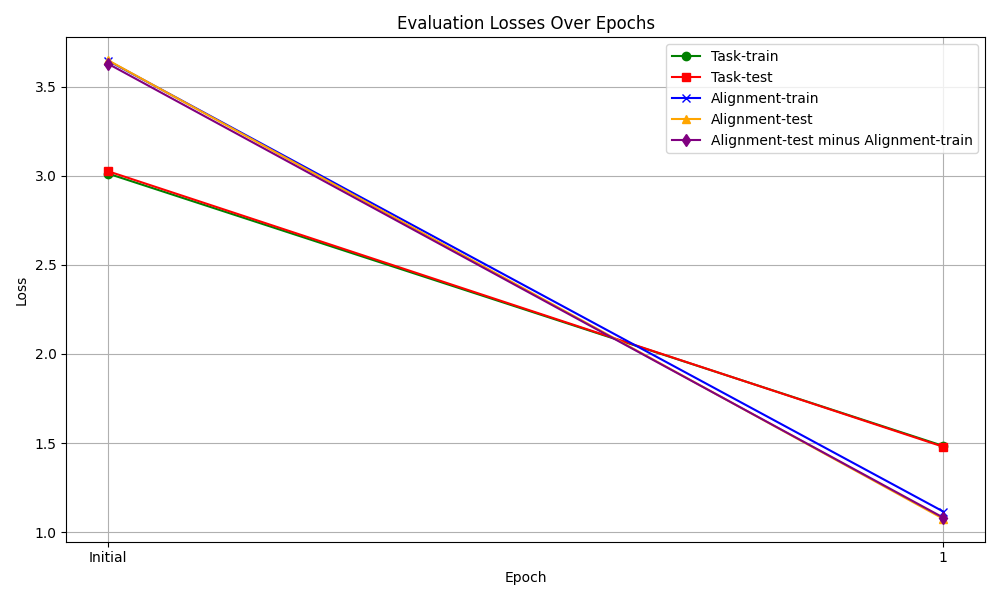 Evaluation Losses Over Epochs
Task-train
Task-test
Alignment-train
Alignment-test
Alignment-test minus Alignment-train
3.5
3.0
2.5
2.0
1.5
1.0
Loss
Initial
1
Epoch